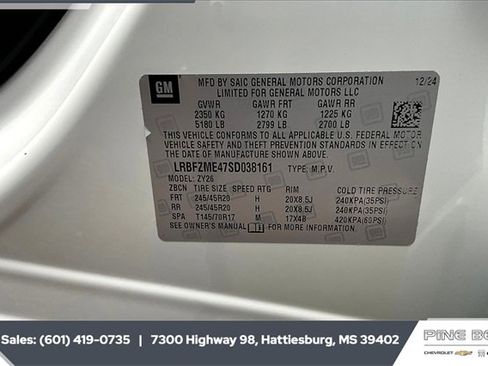 GM
MFD BY SAIC GENERAL MOTORS CORPORATION 12/24
LIMITED FOR GENERAL MOTORS LLC
GVWR GAWR FRT GAWR RR
2350 KG 1270 KG 1225 KG
5180 LB 2799 LB 2700 LB
THIS VEHICLE CONFORMS TO ALL APPLICABLE U.S. FEDERAL MOTOR
VEHICLE SAFETY AND THEFT PREVENTION STANDARDS IN EFFECT
ON THE DATE OF MANUFACTURE SHOWN ABOVE.
LRBFZME47SD038161 TYPE: M.P.V.
MODEL: ZY26
ZBCN TIRE SIZE SPEED RTG RIM COLD TIRE PRESSURE
FRT 245/45R20 H 20X8.5J 240KPA(35PSI)
RR 245/45R20 H 20X8.5J 240KPA(35PSI)
SPA T145/70R17 M 17X4B 420KPA(60PSI)
SEE OWNER'S MANUAL FOR MORE INFORMATION.
Sales: (601) 419-0735 | 7300 Highway 98, Hattiesburg, MS 39402
PINE
CHEVROLET